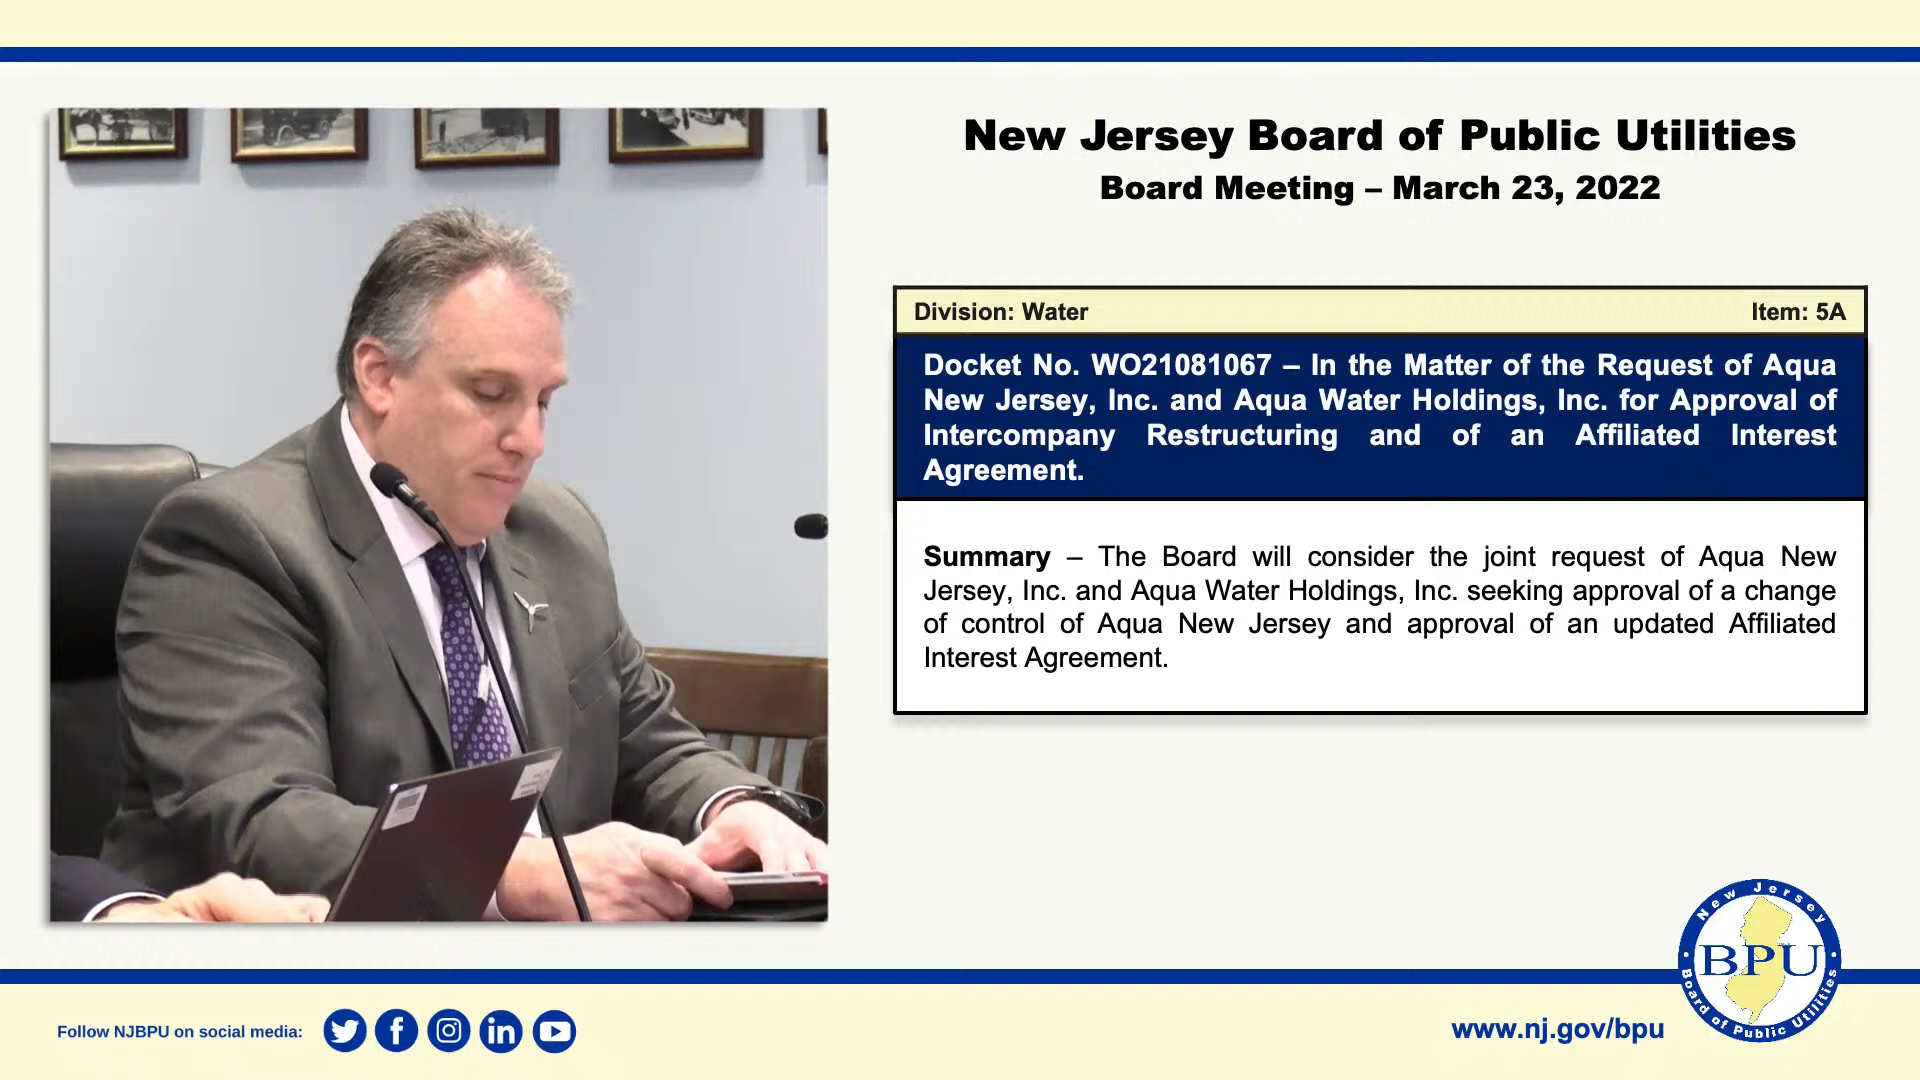 New Jersey Board of Public Utilities
Board Meeting – March 23, 2022
Division: Water Item: 5A
Docket No. WO21081067 – In the Matter of the Request of Aqua
New Jersey, Inc. and Aqua Water Holdings, Inc. for Approval of
Intercompany Restructuring and of an Affiliated Interest
Agreement.
Summary – The Board will consider the joint request of Aqua New
Jersey, Inc. and Aqua Water Holdings, Inc. seeking approval of a change
of control of Aqua New Jersey and approval of an updated Affiliated
Interest Agreement.
New Jersey
BPU
Board of Public Utilities
Follow NJBPU on social media:
www.nj.gov/bpu